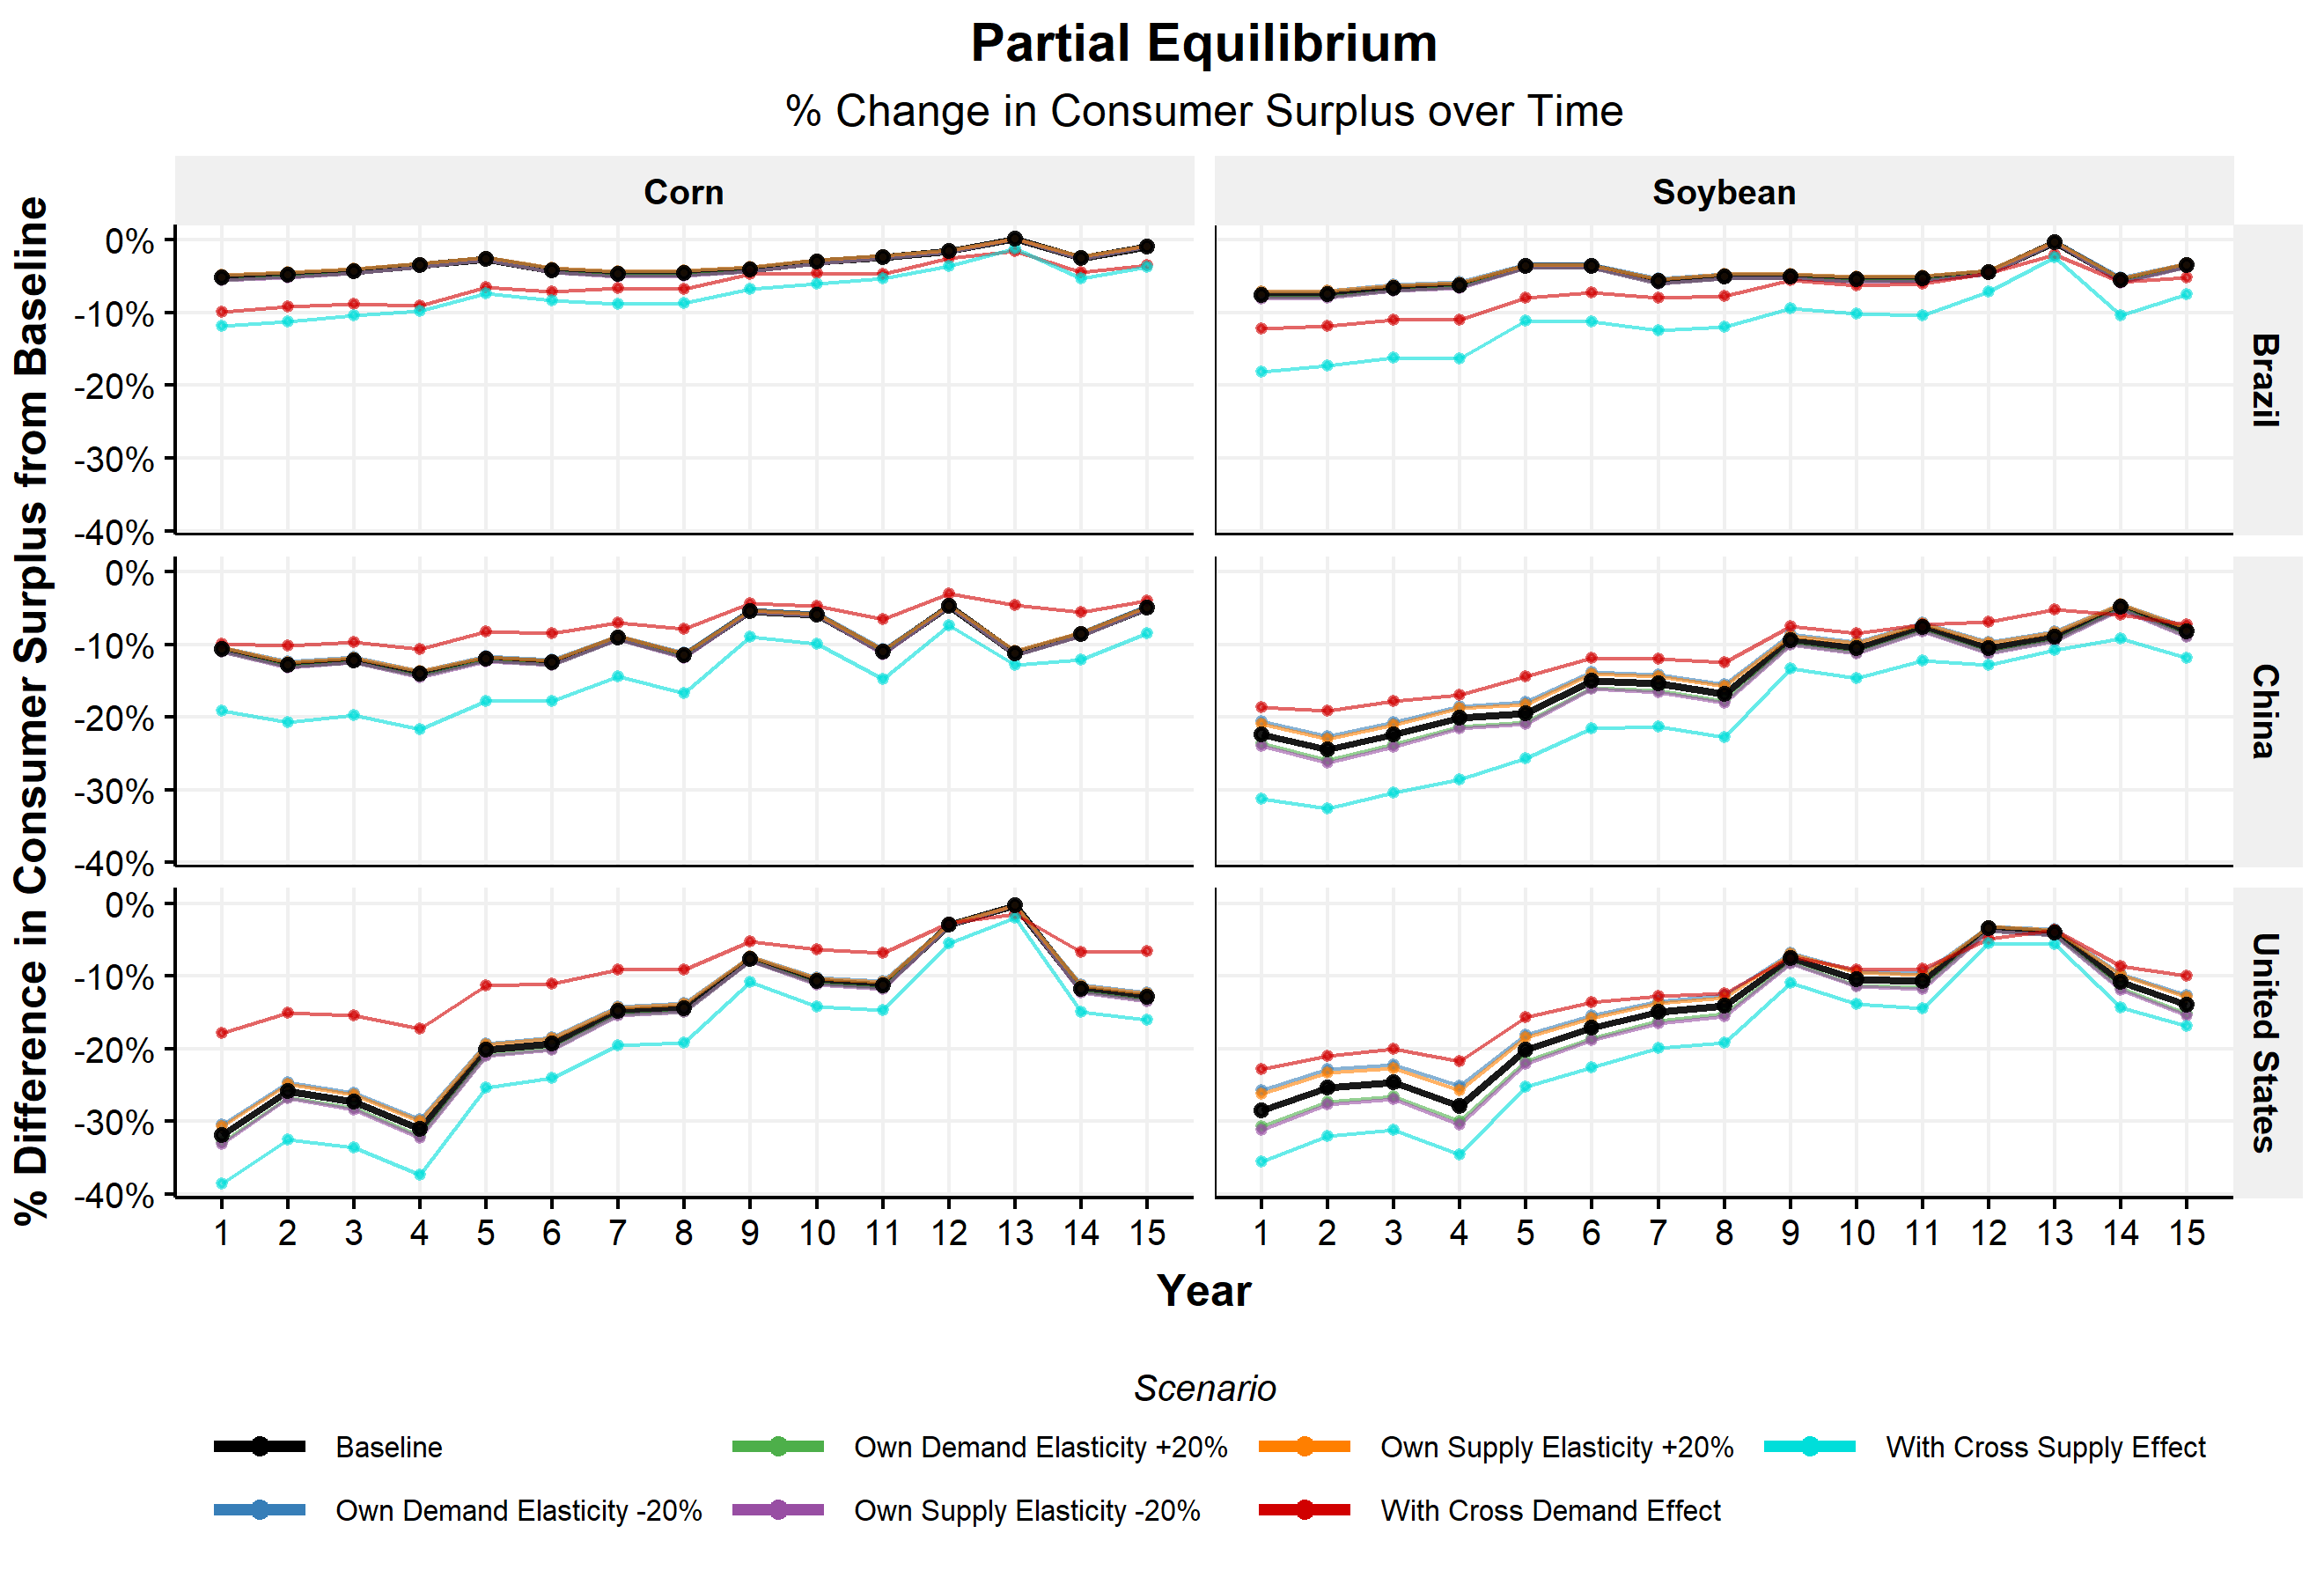 Partial Equilibrium
% Change in Consumer Surplus over Time
Corn
Soybean
% Difference in Consumer Surplus from Baseline
0%
-10%
-20%
-30%
-40%
Brazil
0%
-10%
-20%
-30%
-40%
China
0%
-10%
-20%
-30%
-40%
United States
1 2 3 4 5 6 7 8 9 10 11 12 13 14 15
1 2 3 4 5 6 7 8 9 10 11 12 13 14 15
Year
Scenario
Baseline
Own Demand Elasticity +20%
Own Supply Elasticity +20%
With Cross Supply Effect
Own Demand Elasticity -20%
Own Supply Elasticity -20%
With Cross Demand Effect